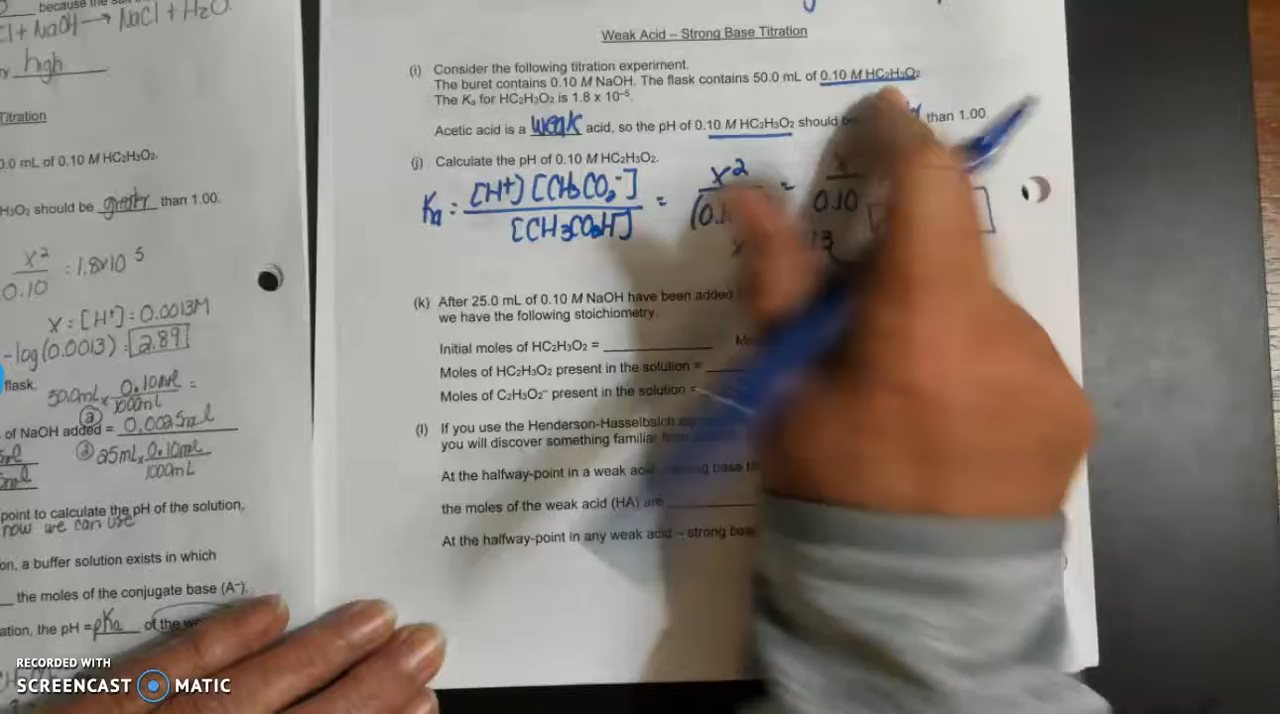 because the
Cl + NaOH → NaCl + H2O
high
Titration
0.0 mL of 0.10 M HC2H3O2.
H3O2 should be greater than 1.00.
x2
0.10
= 1.8x10-5
x = [H+] = 0.0013M
-log(0.0013) = 2.89
flask.
50.0mL x 0.10mol =
1000mL
of NaOH added = 0.0025mol
② 25mL x 0.10mol
1000mL
point to calculate the pH of the solution,
now we can use
on, a buffer solution exists in which
the moles of the conjugate base (A−).
ation, the pH = pKa of the
Weak Acid – Strong Base Titration
(i) Consider the following titration experiment.
The buret contains 0.10 M NaOH. The flask contains 50.0 mL of 0.10 M HC2H3O2
The Ka for HC2H3O2 is 1.8 x 10−5.
Acetic acid is a weak acid, so the pH of 0.10 M HC2H3O2 should be than 1.00.
(j) Calculate the pH of 0.10 M HC2H3O2.
Ka = [H+][CH3CO2-]
[CH3CO2H]
= x2
=
0.10
(k) After 25.0 mL of 0.10 M NaOH have been added
we have the following stoichiometry.
Initial moles of HC2H3O2 =
Moles of HC2H3O2 present in the solution =
Moles of C2H3O2− present in the solution =
(l) If you use the Henderson-Hasselbalch
you will discover something familiar
At the halfway-point in a weak acid – strong base
the moles of the weak acid (HA) are
At the halfway-point in any weak acid – strong base
RECORDED WITH
SCREENCAST MATIC